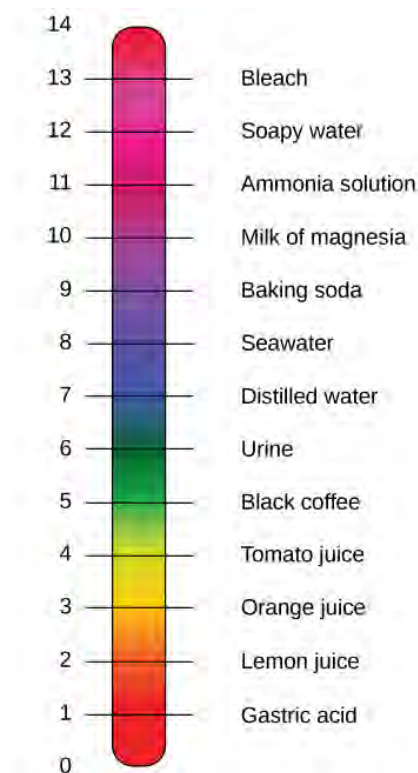 14
13 Bleach
12 Soapy water
11 Ammonia solution
10 Milk of magnesia
9 Baking soda
8 Seawater
7 Distilled water
6 Urine
5 Black coffee
4 Tomato juice
3 Orange juice
2 Lemon juice
1 Gastric acid
0